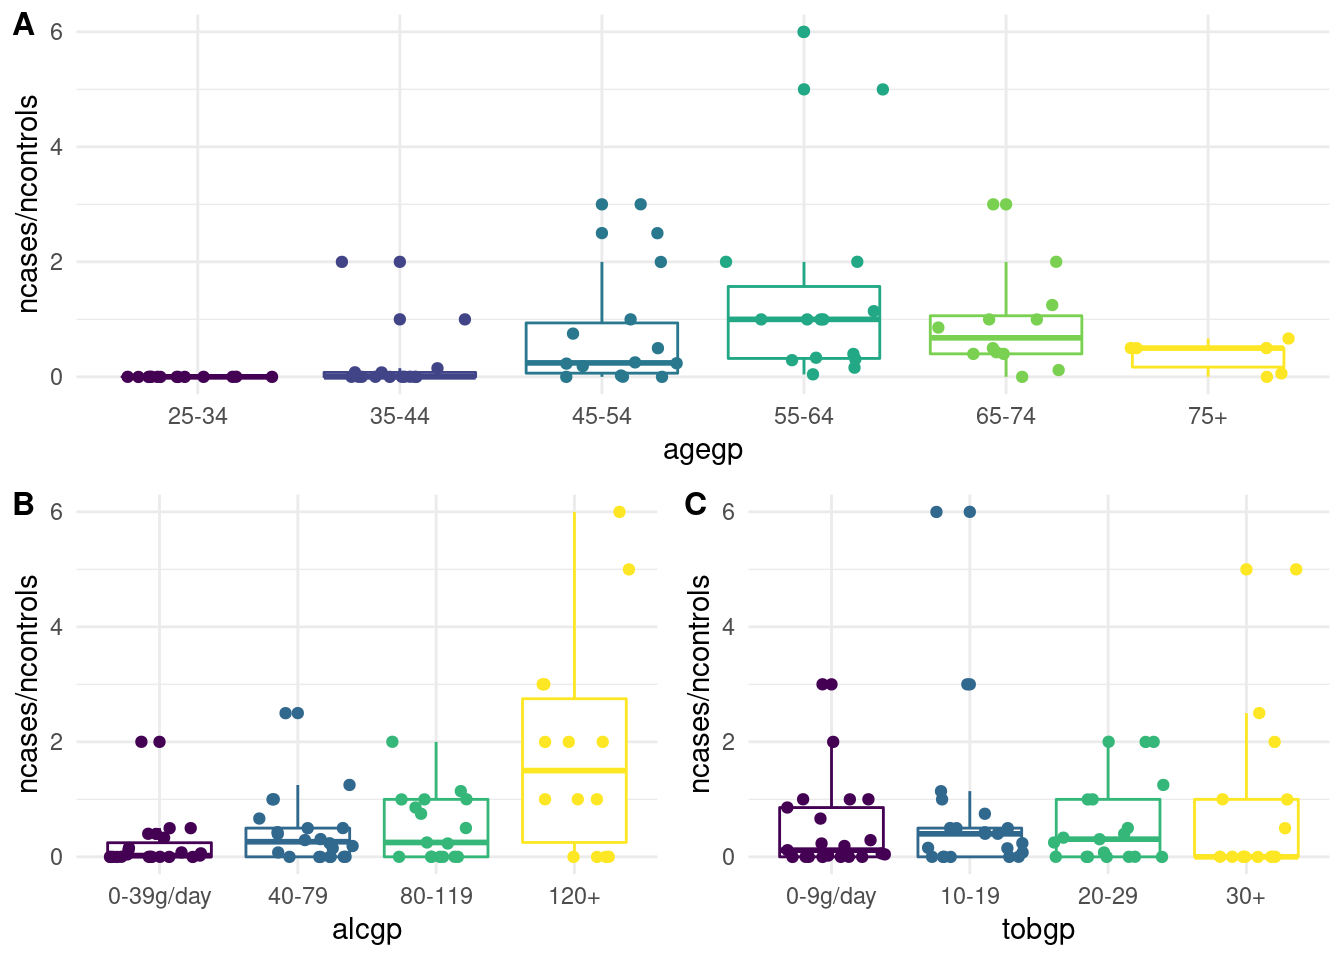 A
ncases/ncontrols
6
4
2
0
25-34 35-44 45-54 55-64 65-74 75+
agegp
B
ncases/ncontrols
6
4
2
0
0-39g/day 40-79 80-119 120+
alcgp
C
ncases/ncontrols
6
4
2
0
0-9g/day 10-19 20-29 30+
tobgp